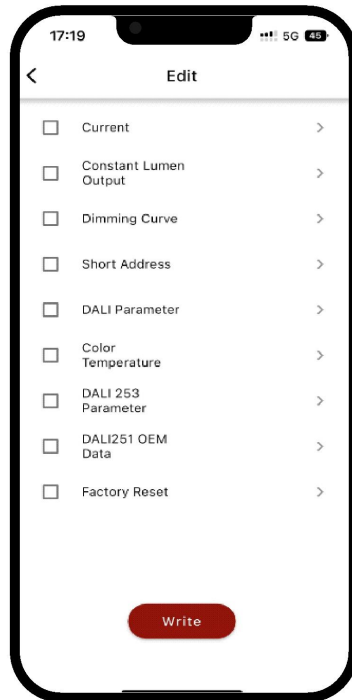 17:19 5G 45
Edit
Current
Constant Lumen
Output
Dimming Curve
Short Address
DALI Parameter
Color
Temperature
DALI 253
Parameter
DALI251 OEM
Data
Factory Reset
Write